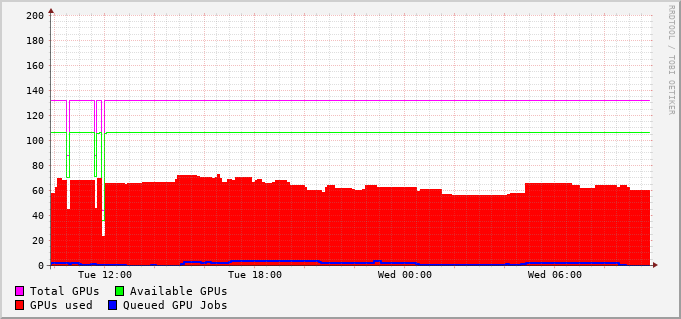 RRDTOOL / TOBI OETIKER
200
180
160
140
120
100
80
60
40
20
0
Tue 12:00 Tue 18:00 Wed 00:00 Wed 06:00
Total GPUs Available GPUs
GPUs used Queued GPU Jobs